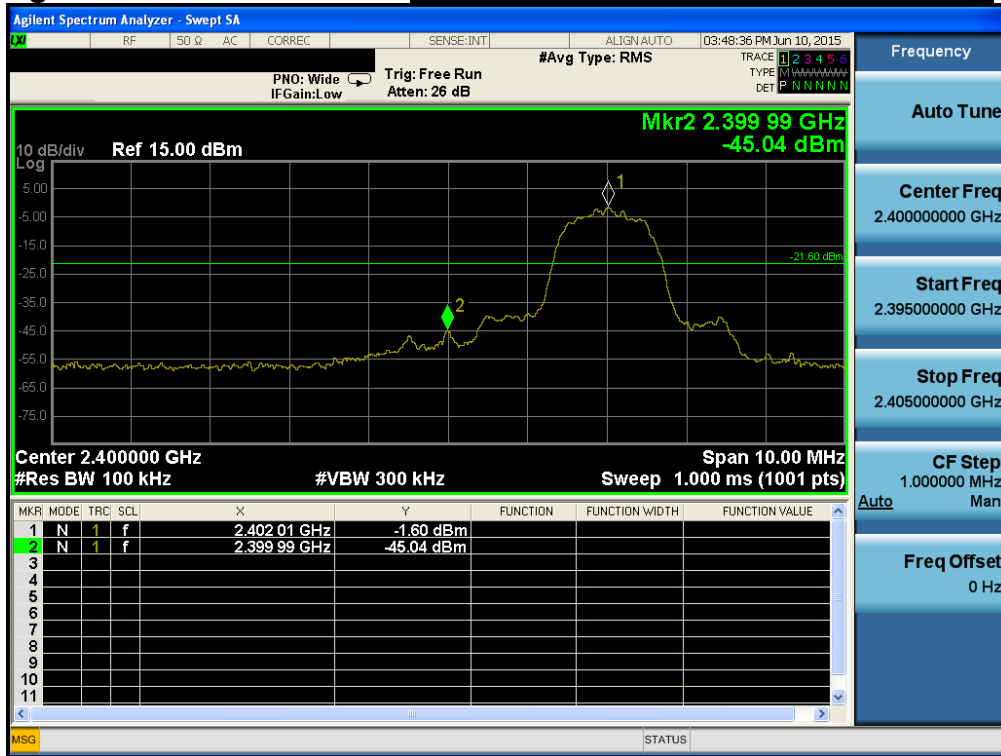 Agilent Spectrum Analyzer - Swept SA
LXI RF 50 Ω AC CORREC SENSE:INT ALIGN AUTO 03:48:36 PM Jun 10, 2015
#Avg Type: RMS TRACE 1 2 3 4 5 6
PNO: Wide Trig: Free Run TYPE M WWWWW
IFGain:Low Atten: 26 dB DET P N N N N N
Mkr2 2.399 99 GHz
-45.04 dBm
10 dB/div Ref 15.00 dBm
Log
5.00
-5.00
-15.0
-25.0
-35.0
-45.0
-55.0
-65.0
-75.0
1
-21.60 dBm
2
Center 2.400000 GHz Span 10.00 MHz
#Res BW 100 kHz #VBW 300 kHz Sweep 1.000 ms (1001 pts)
MKR MODE TRC SCL X Y FUNCTION FUNCTION WIDTH FUNCTION VALUE
1 N 1 f 2.402 01 GHz -1.60 dBm
2 N 1 f 2.399 99 GHz -45.04 dBm
3
4
5
6
7
8
9
10
11
MSG STATUS
Frequency
Auto Tune
Center Freq
2.400000000 GHz
Start Freq
2.395000000 GHz
Stop Freq
2.405000000 GHz
CF Step
1.000000 MHz
Auto Man
Freq Offset
0 Hz